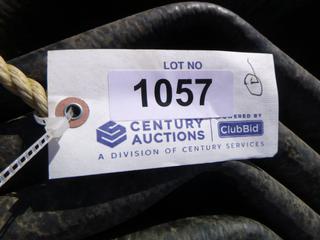 LOT NO
1057
CENTURY AUCTIONS
POWERED BY
ClubBid
A DIVISION OF CENTURY SERVICES